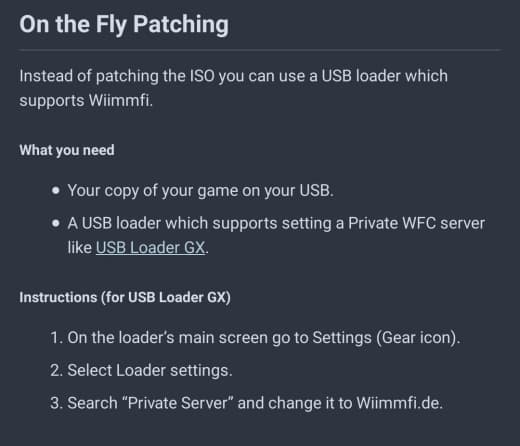 On the Fly Patching
Instead of patching the ISO you can use a USB loader which
supports Wiimmfi.
What you need
• Your copy of your game on your USB.
• A USB loader which supports setting a Private WFC server
like USB Loader GX.
Instructions (for USB Loader GX)
1. On the loader’s main screen go to Settings (Gear icon).
2. Select Loader settings.
3. Search “Private Server” and change it to Wiimmfi.de.